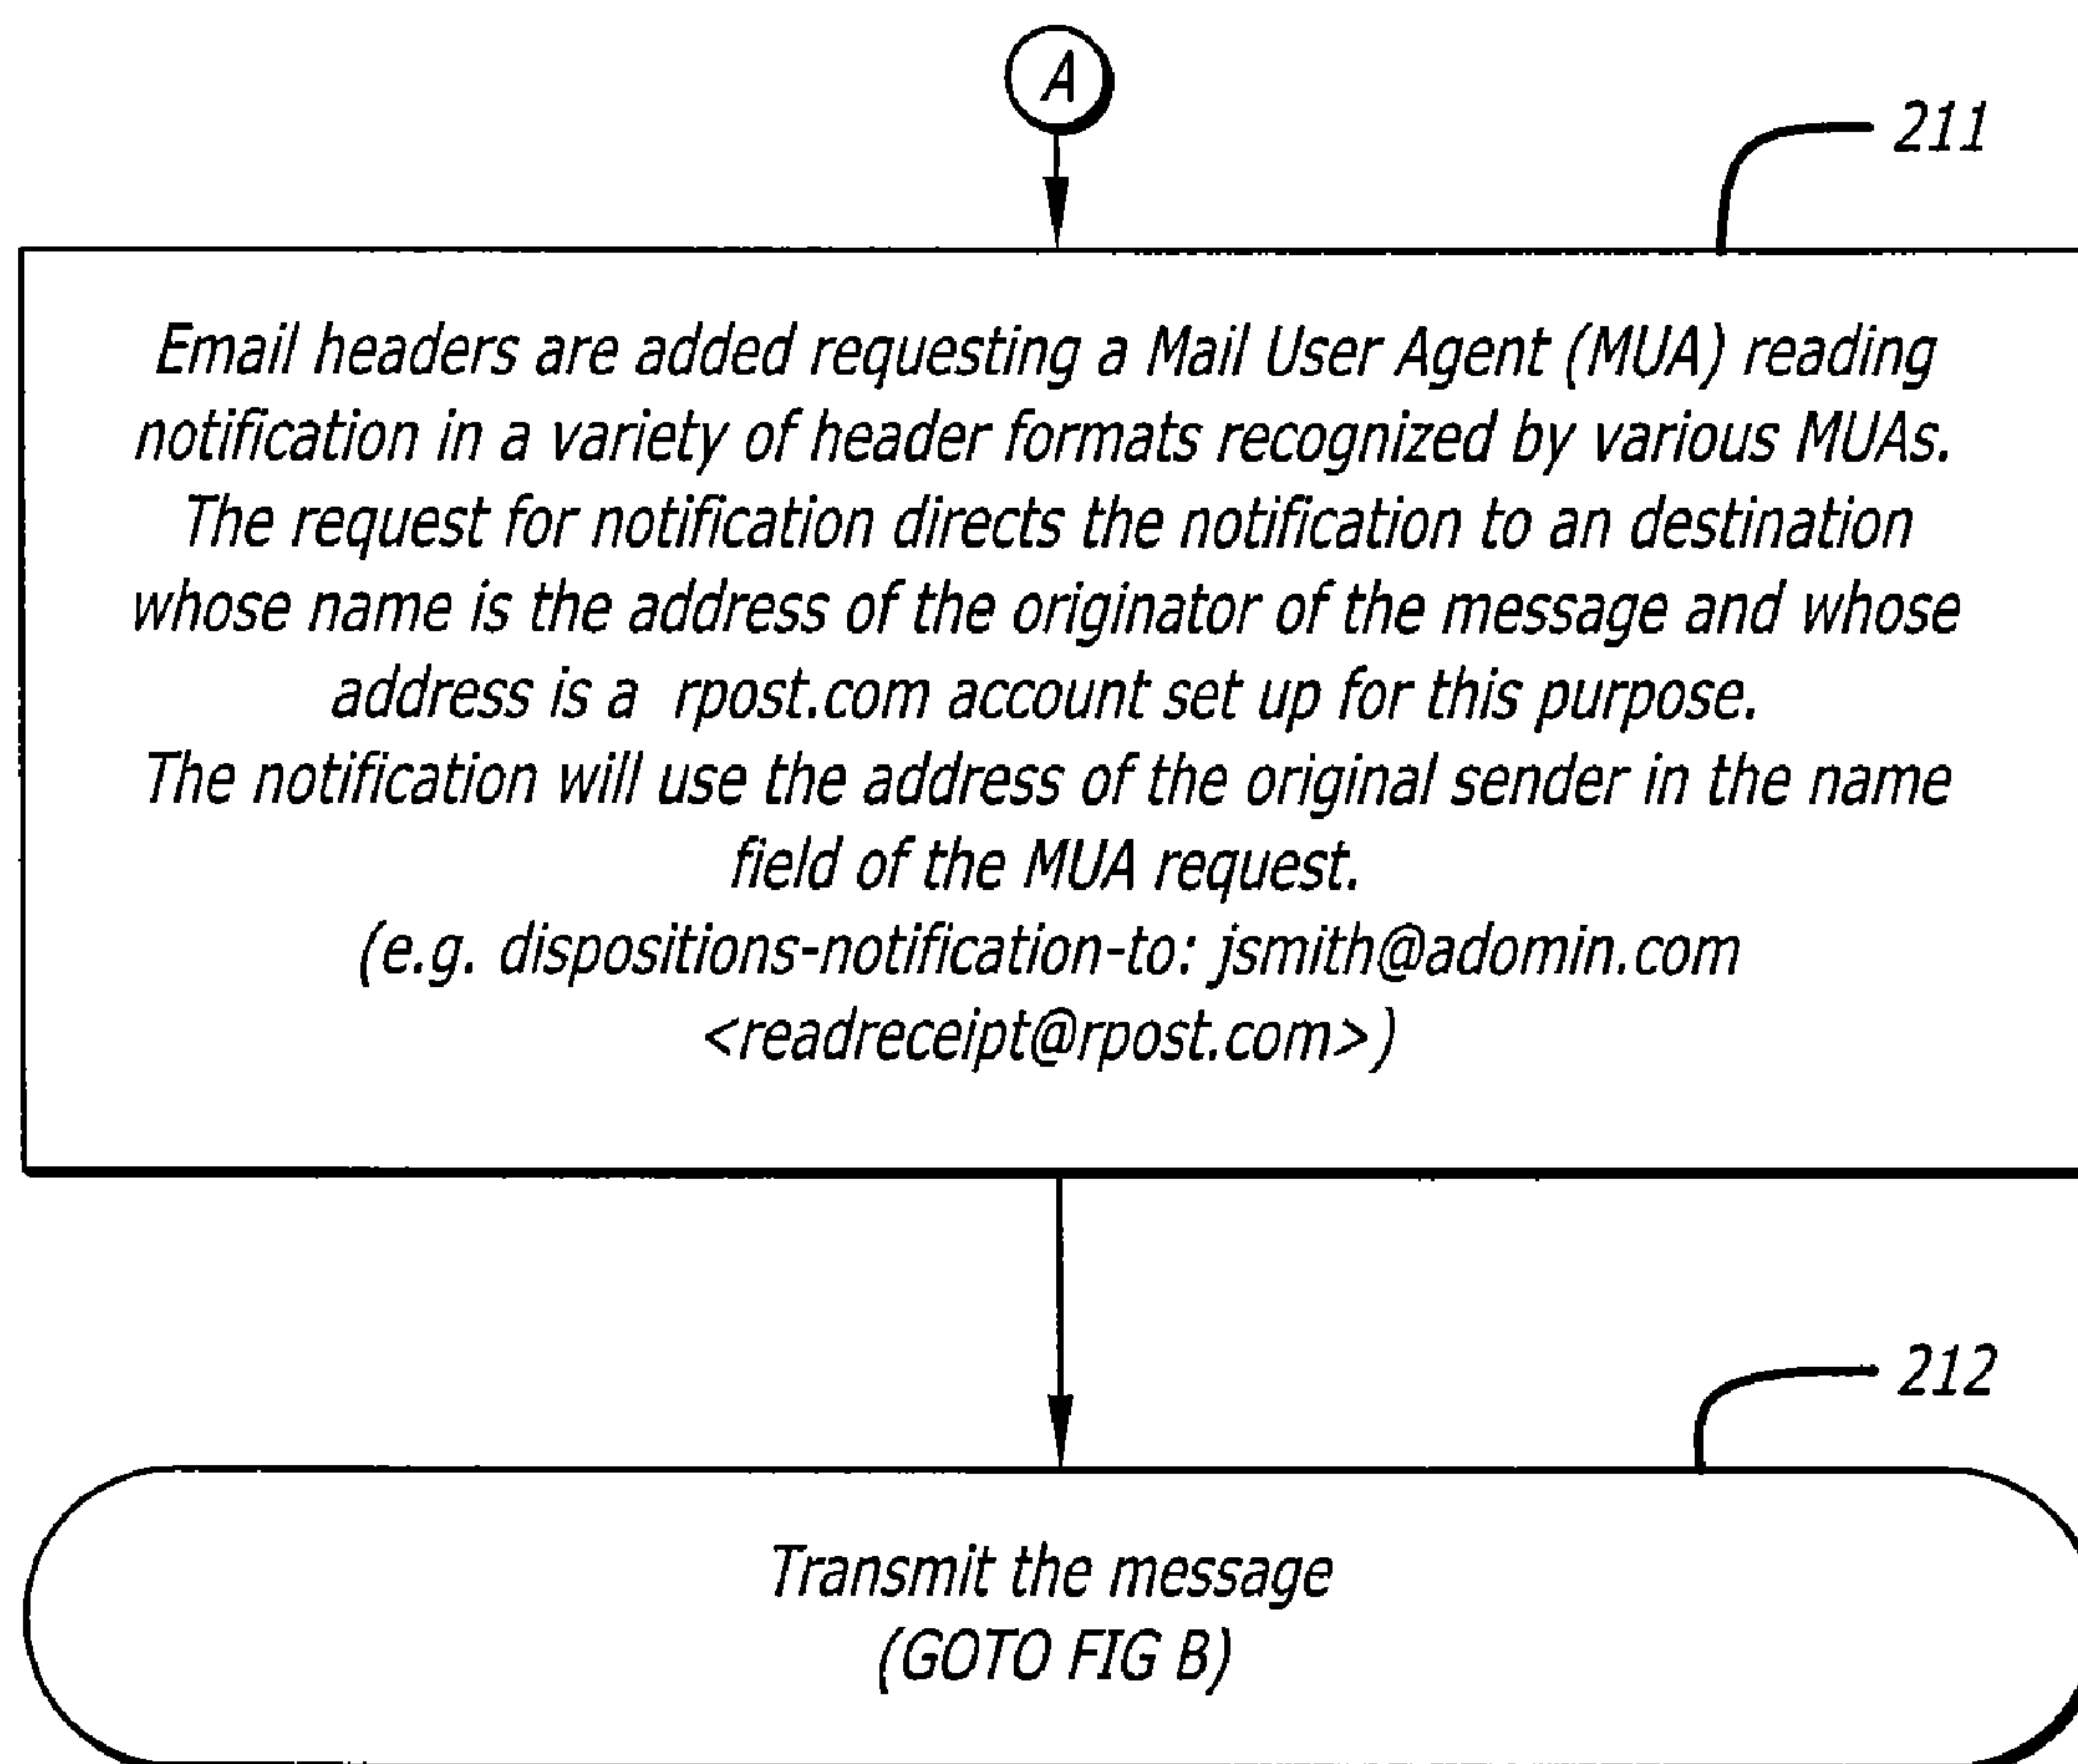 A
211
Email headers are added requesting a Mail User Agent (MUA) reading
notification in a variety of header formats recognized by various MUAs.
The request for notification directs the notification to an destination
whose name is the address of the originator of the message and whose
address is a rpost.com account set up for this purpose.
The notification will use the address of the original sender in the name
field of the MUA request.
(e.g. dispositions-notification-to: jsmith@adomin.com
<readreceipt@rpost.com>)
212
Transmit the message
(GOTO FIG B)